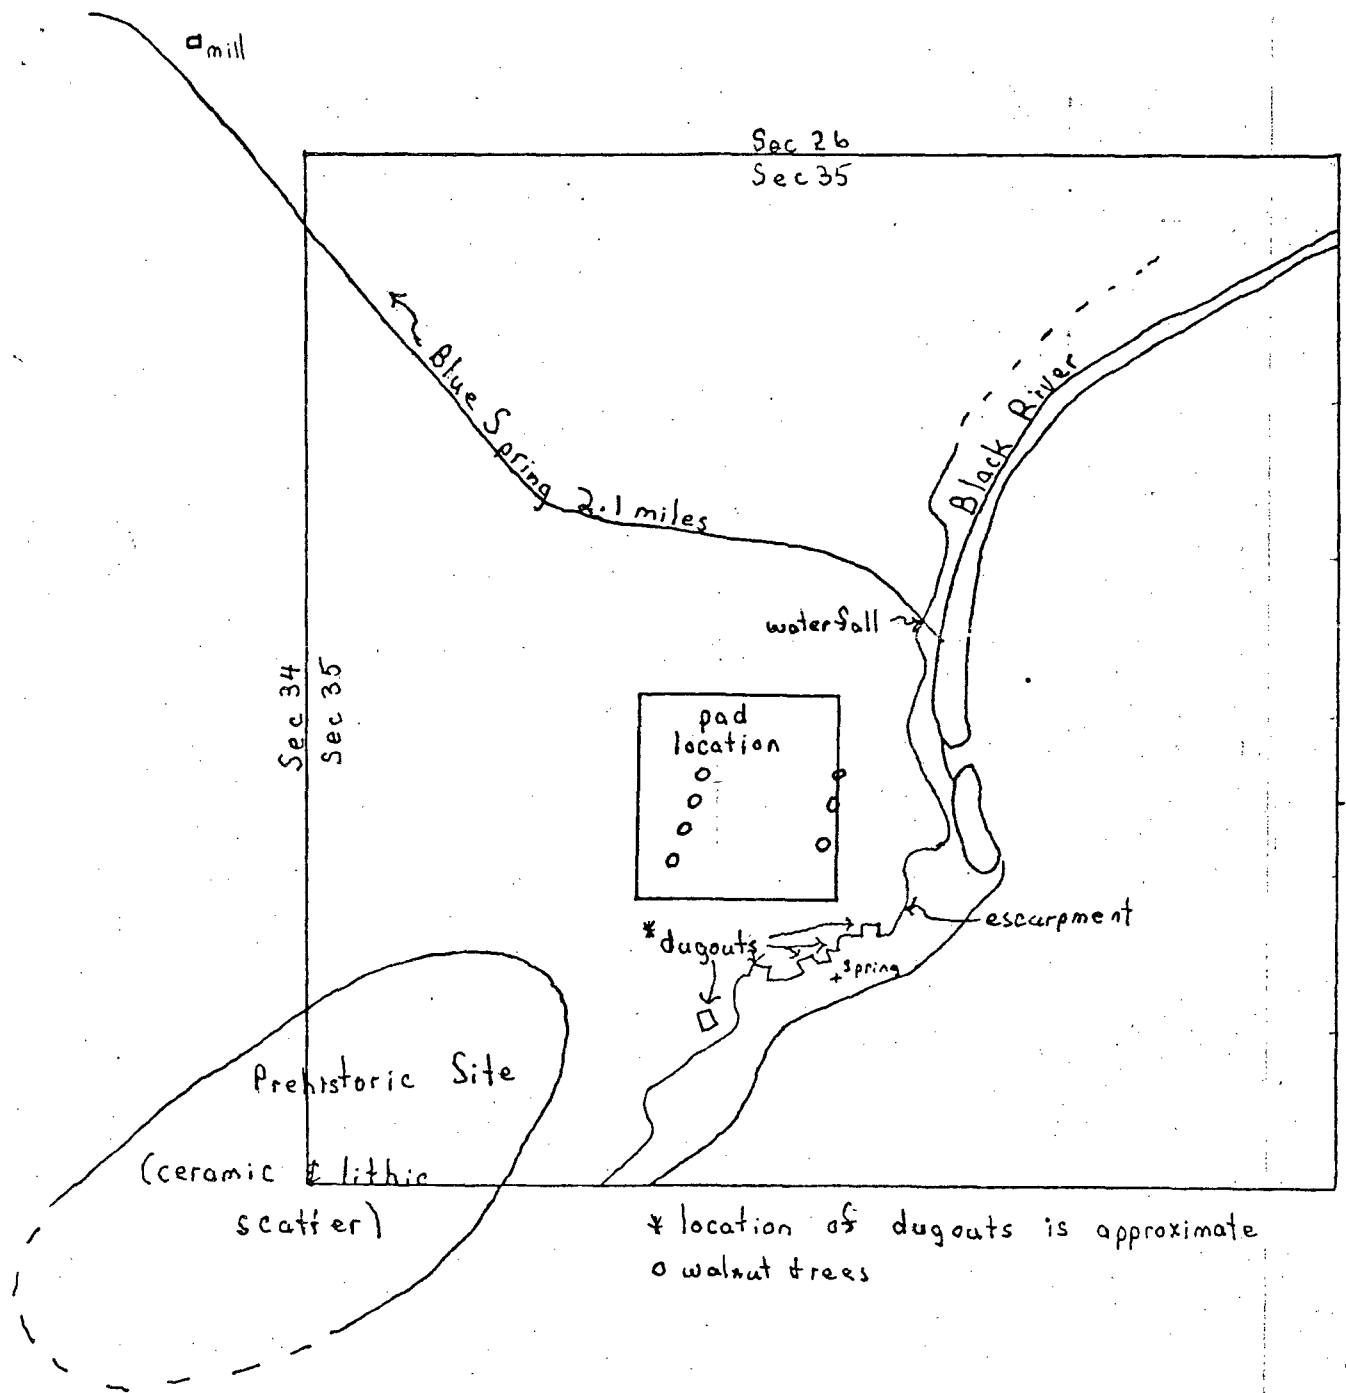 mill
Sec 26
Sec 35
Blue Spring 2.1 miles
Black River
waterfall
Sec 34
Sec 35
pad
location
* dugouts
escarpment
+ spring
Prehistoric Site
(ceramic & lithic
scatter)
* location of dugouts is approximate
o walnut trees